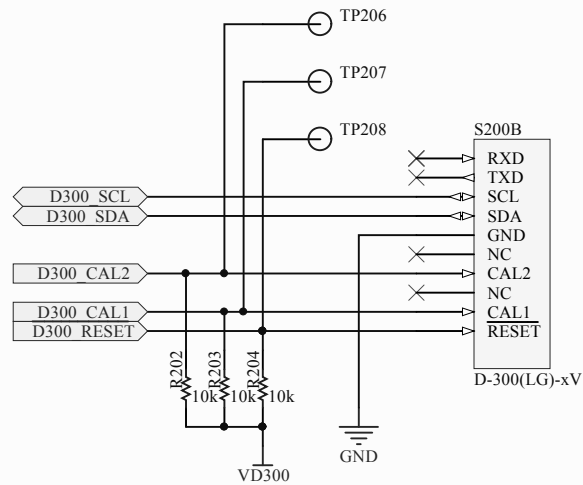 TP206
TP207
TP208
S200B
RXD
TXD
D300_SCL
SCL
D300_SDA
SDA
GND
NC
D300_CAL2
CAL2
NC
D300_CAL1
CAL1
D300_RESET
RESET
R202
R203
R204
10k
10k
10k
D-300(LG)-xV
GND
VD300